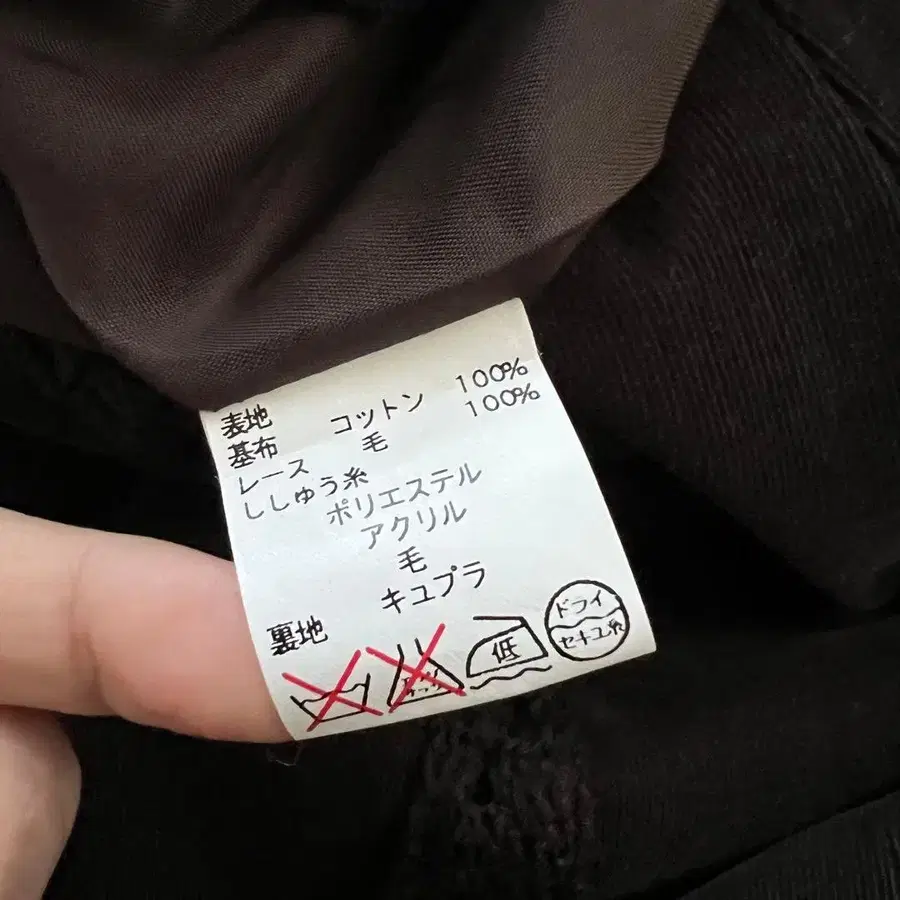 表地 コットン 100%
基布 毛 100%
レース
ししゅう糸
ポリエステル
アクリル
毛
裏地 キュプラ
低
ドライ
セキユ系